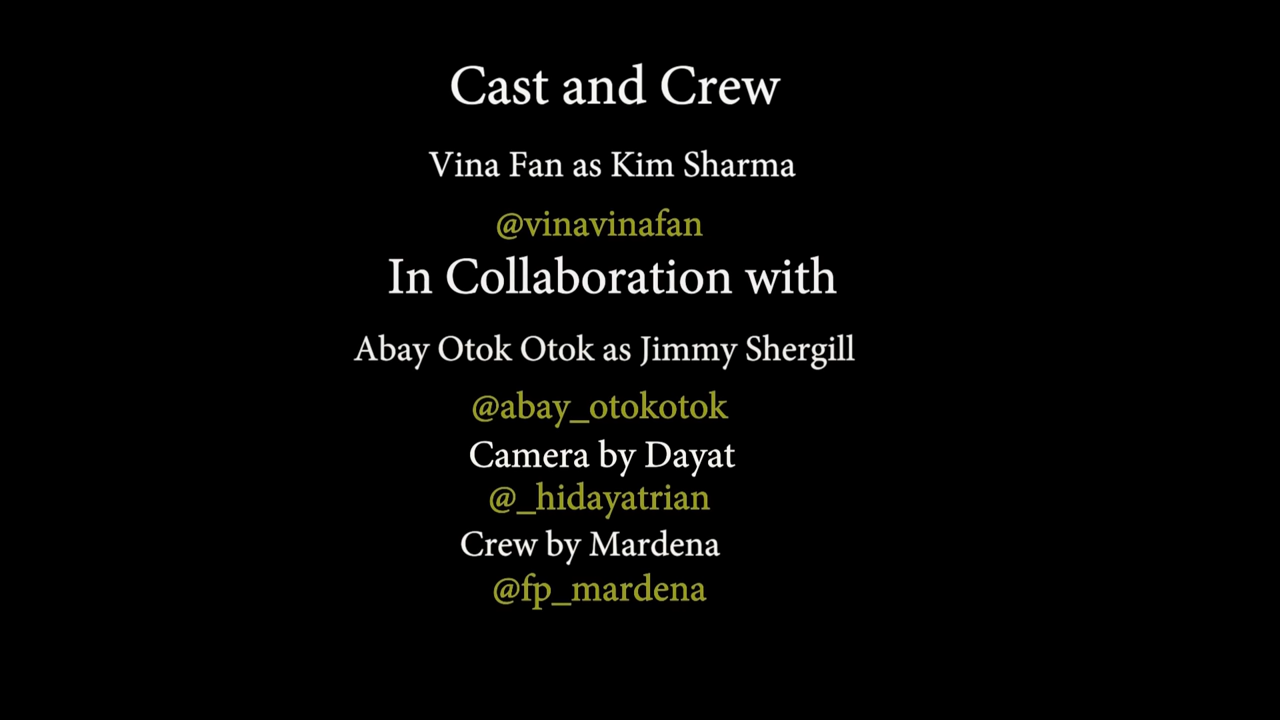 Cast and Crew
Vina Fan as Kim Sharma
@vinavinafan
In Collaboration with
Abay Otok Otok as Jimmy Shergill
@abay_otokotok
Camera by Dayat
@_hidayatrian
Crew by Mardena
@fp_mardena